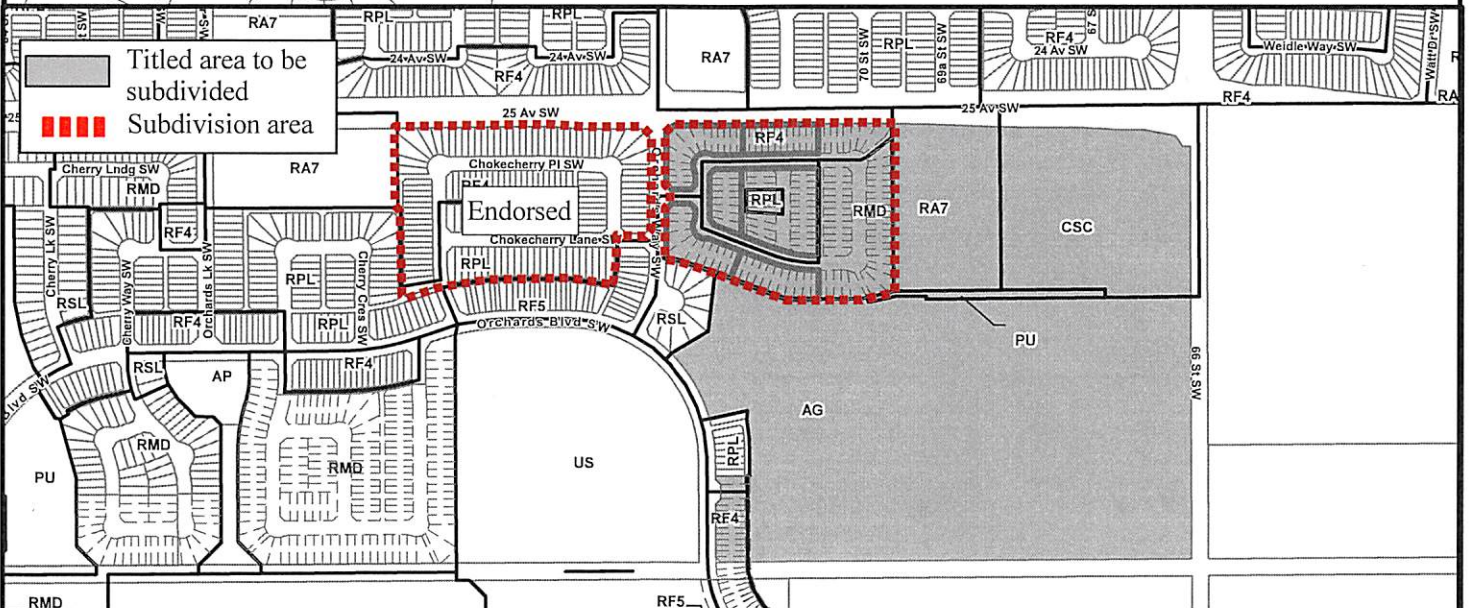 RA7
RPL
RPL
RA7
70 St SW
RPL
69a St SW
RF4
24 Av SW
Weidle Way SW
Watt Dr SW
24 Av SW
24 Av SW
RF4
Titled area to be
subdivided
Subdivision area
RF4
RA
25 Av SW
25 Av SW
RF4
Cherry Lndg SW
RMD
RA7
Chokecherry Pl SW
RF4
Endorsed
RPL
RMD
RA7
CSC
Cherry Lk SW
RF4
Chokecherry Lane S
Way SW
Cherry Way SW
Orchards Lk SW
RPL
Cherry Cres SW
RPL
RSL
RF5
RF4
RPL
Orchards Blvd SW
RSL
PU
RSL
AP
RF4
66 St SW
Blvd SW
AG
RMD
RMD
US
RPL
PU
RF4
RMD
RF5